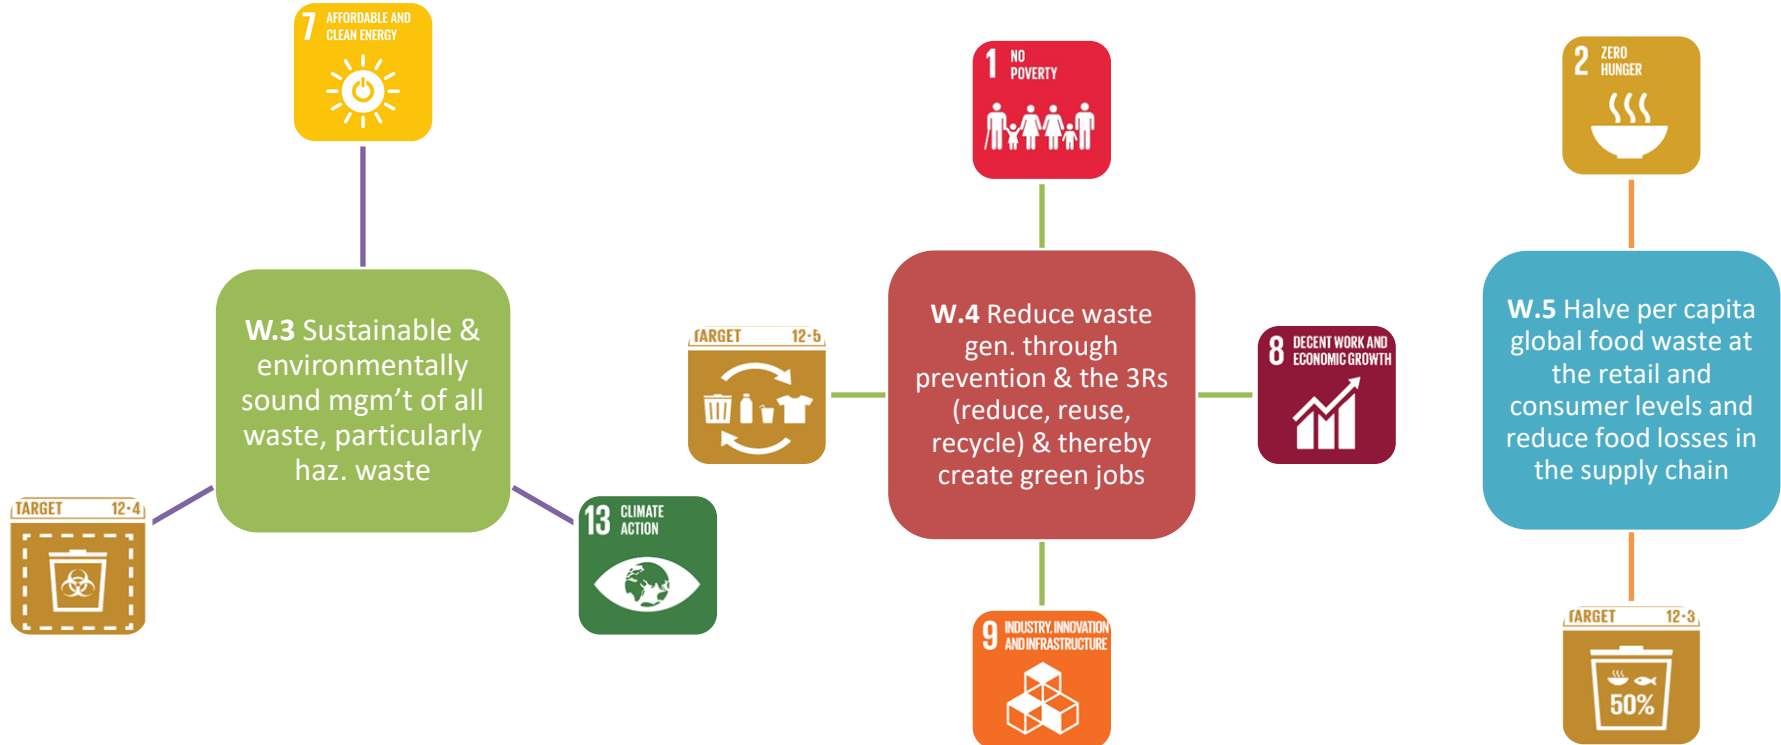 7 AFFORDABLE AND
CLEAN ENERGY
W.3 Sustainable &
environmentally
sound mgm’t of all
waste, particularly
haz. waste
TARGET 12·4
13 CLIMATE
ACTION
1 NO
POVERTY
TARGET 12·5
W.4 Reduce waste
gen. through
prevention & the 3Rs
(reduce, reuse,
recycle) & thereby
create green jobs
8 DECENT WORK AND
ECONOMIC GROWTH
9 INDUSTRY, INNOVATION
AND INFRASTRUCTURE
2 ZERO
HUNGER
W.5 Halve per capita
global food waste at
the retail and
consumer levels and
reduce food losses in
the supply chain
TARGET 12·3
50%